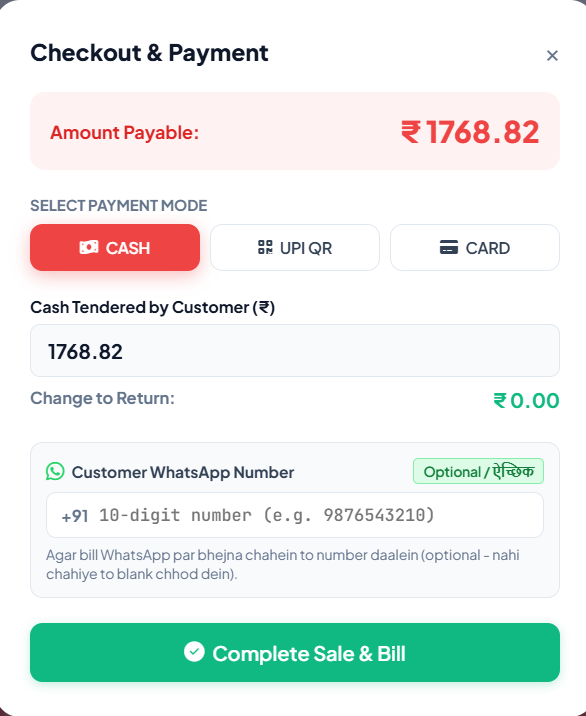 Checkout & Payment
×
Amount Payable: ₹ 1768.82
SELECT PAYMENT MODE
CASH UPI QR CARD
Cash Tendered by Customer (₹)
1768.82
Change to Return: ₹ 0.00
Customer WhatsApp Number Optional / ऐच्छिक
+91 10-digit number (e.g. 9876543210)
Agar bill WhatsApp par bhejna chahein to number daalein (optional - nahi
chahiye to blank chhod dein).
Complete Sale & Bill